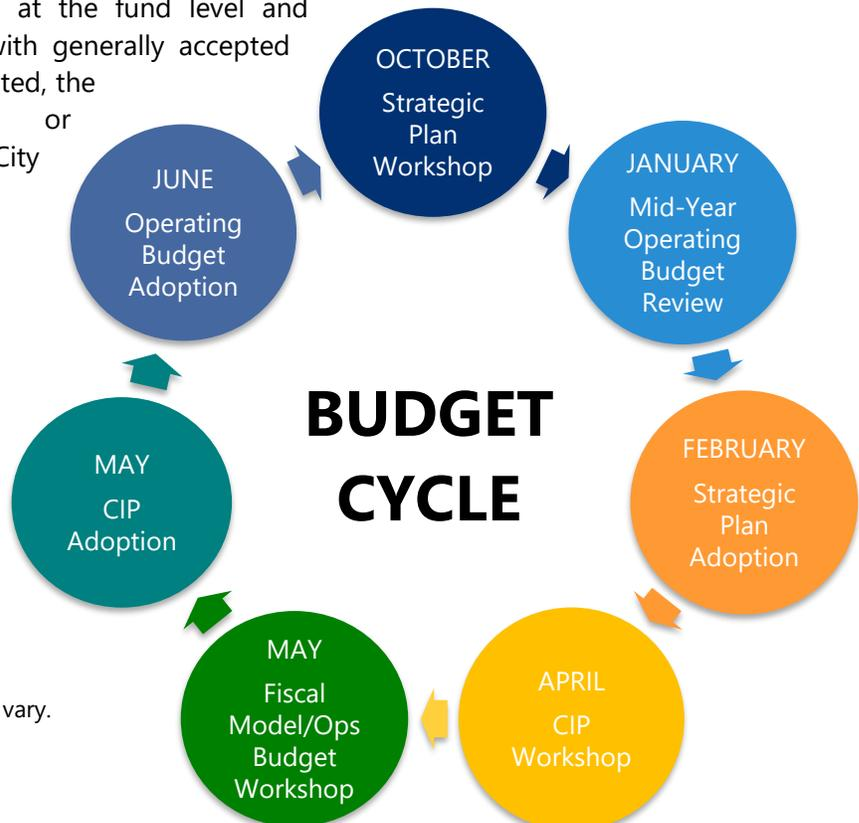 at the fund level and
with generally accepted
the
or
City
OCTOBER
Strategic
Plan
Workshop
JANUARY
Mid-Year
Operating
Budget
Review
FEBRUARY
Strategic
Plan
Adoption
APRIL
CIP
Workshop
MAY
Fiscal
Model/Ops
Budget
Workshop
MAY
CIP
Adoption
JUNE
Operating
Budget
Adoption
BUDGET
CYCLE
vary.